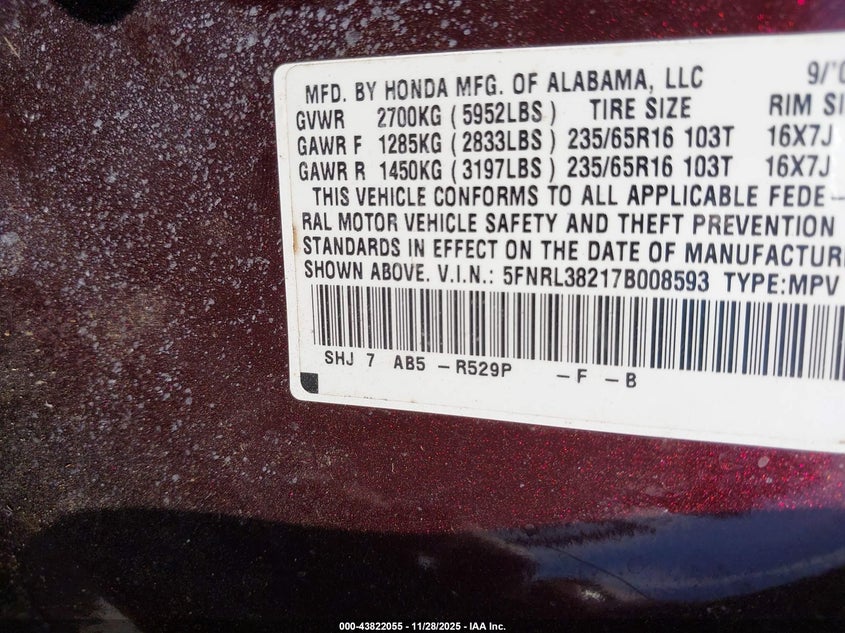 MFD. BY HONDA MFG. OF ALABAMA, LLC 9/
GVWR 2700KG (5952LBS) TIRE SIZE RIM SI
GAWR F 1285KG (2833LBS) 235/65R16 103T 16X7J
GAWR R 1450KG (3197LBS) 235/65R16 103T 16X7J
THIS VEHICLE CONFORMS TO ALL APPLICABLE FEDE-
RAL MOTOR VEHICLE SAFETY AND THEFT PREVENTION
STANDARDS IN EFFECT ON THE DATE OF MANUFACTUR
SHOWN ABOVE. V.I.N.: 5FNRL38217B008593 TYPE:MPV
SHJ 7 AB5 -R529P -F -B
000-43822055 - 11/28/2025 - IAA Inc.